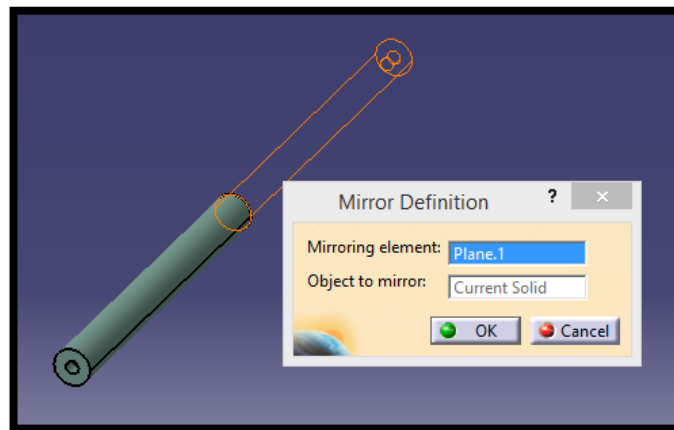 Mirror Definition ? ×
Mirroring element: Plane.1
Object to mirror: Current Solid
OK Cancel